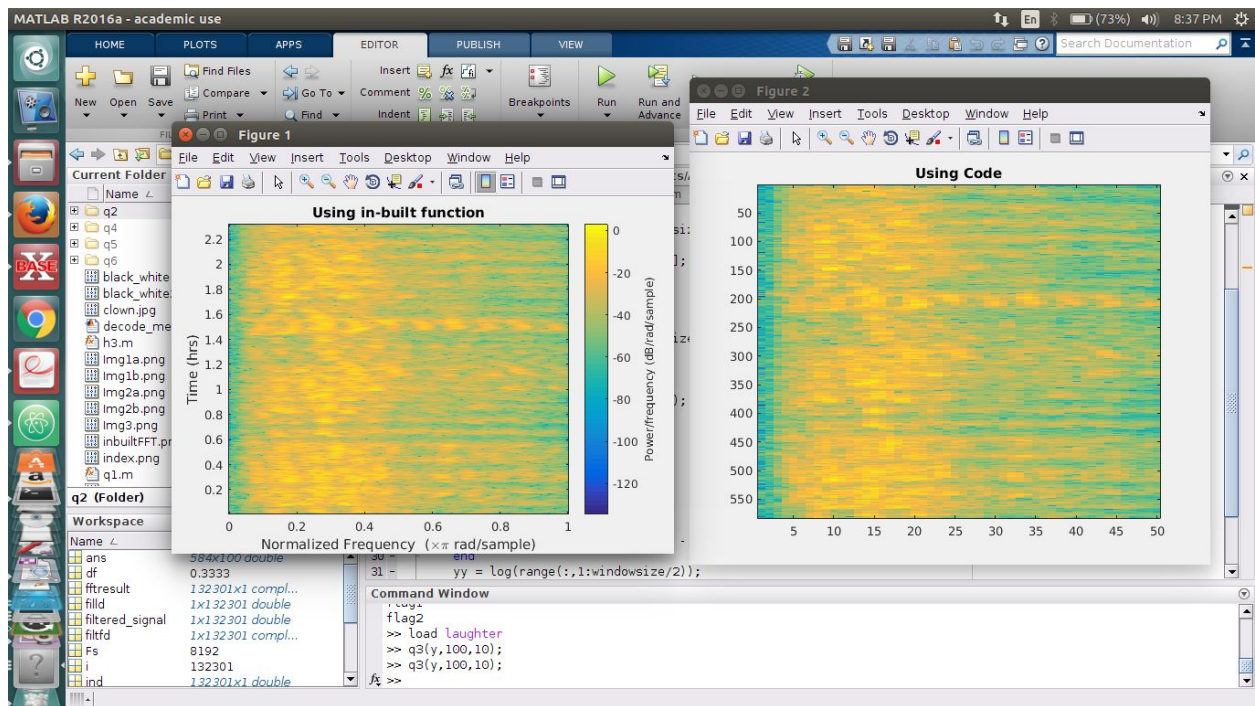 MATLAB R2016a - academic use
En
(73%)
8:37 PM
HOME PLOTS APPS EDITOR PUBLISH VIEW
Search Documentation
New Open Save
Find Files
Compare
Print
Go To
Find
Insert
Comment
Indent
Breakpoints
Run
Run and
Advance
Figure 1
File Edit View Insert Tools Desktop Window Help
Using in-built function
2.2
2
1.8
1.6
1.4
1.2
1
0.8
0.6
0.4
0.2
Time (hrs)
0 0.2 0.4 0.6 0.8 1
Normalized Frequency (×π rad/sample)
0
-20
-40
-60
-80
-100
-120
Power/frequency (dB/rad/sample)
Figure 2
File Edit View Insert Tools Desktop Window Help
Using Code
50
100
150
200
250
300
350
400
450
500
550
5 10 15 20 25 30 35 40 45 50
Current Folder
Name
q2
q4
q5
q6
black_white
black_white
clown.jpg
decode_me
h3.m
Img1a.png
Img1b.png
Img2a.png
Img2b.png
Img3.png
inbuiltFFT.pr
index.png
q1.m
q2 (Folder)
Workspace
Name
ans 584x100 double
df 0.3333
fftresult 132301x1 compl...
filld 1x132301 double
filtered_signal 1x132301 double
filtfd 1x132301 compl...
Fs 8192
i 132301
ind 132301x1 double
30 - end
31 - yy = log(range(:,1:windowsize/2));
Command Window
flag1
flag2
>> load laughter
>> q3(y,100,10);
>> q3(y,100,10);
fx >>
BASE